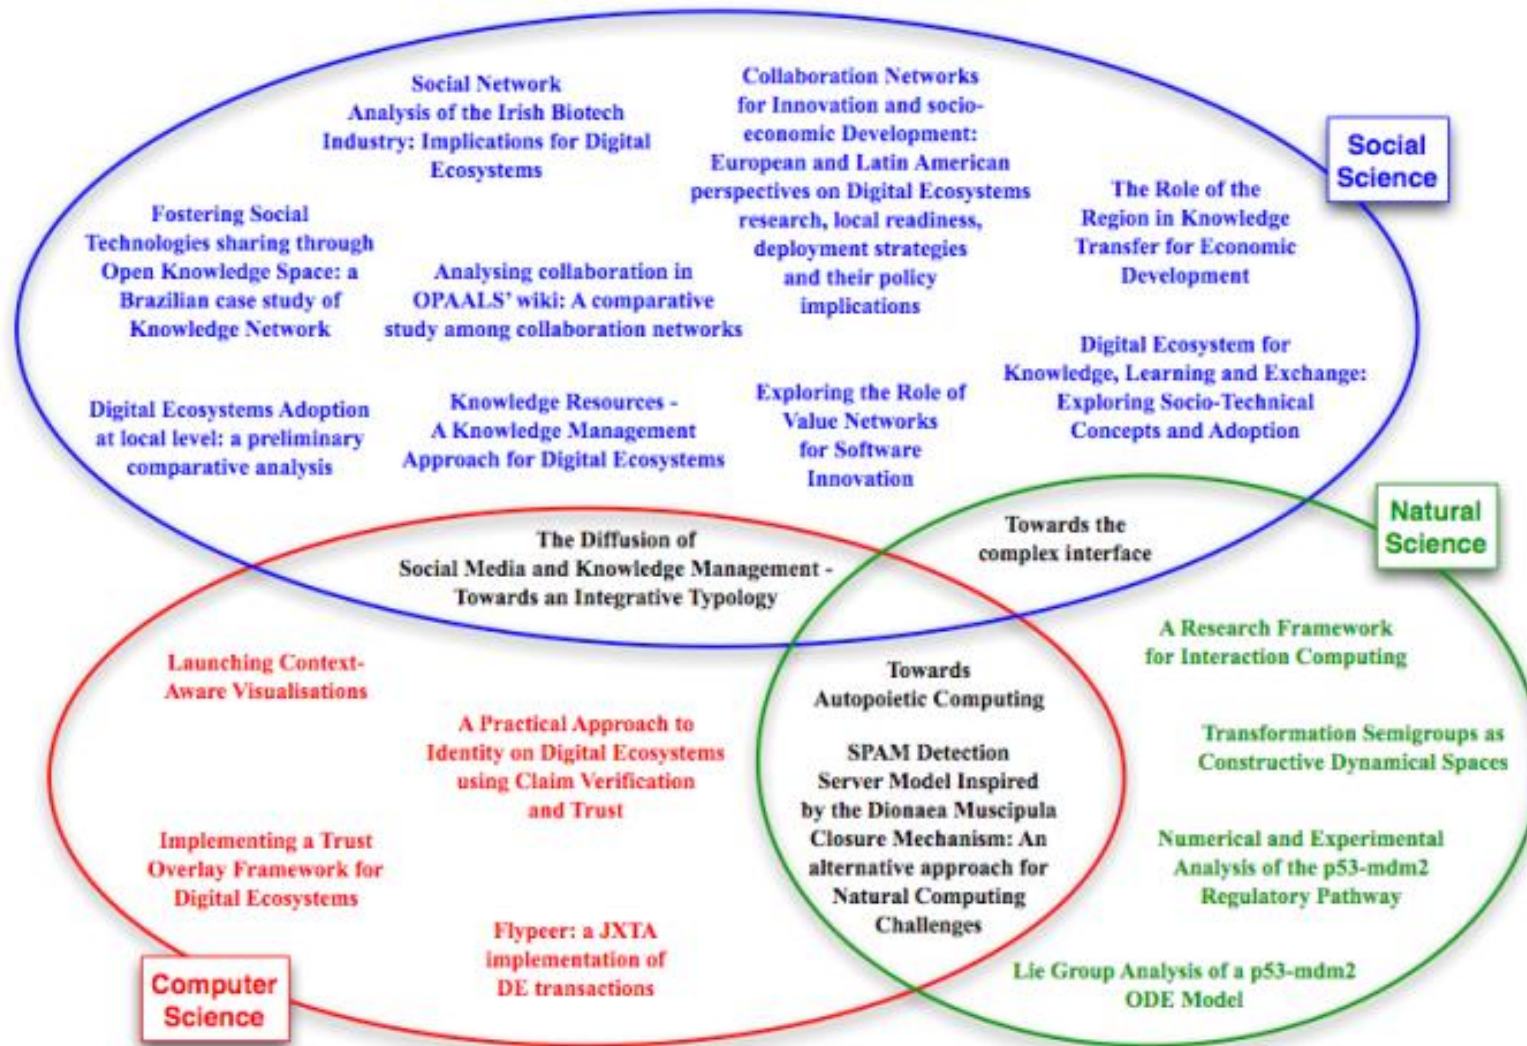 Social Network
Analysis of the Irish Biotech
Industry: Implications for Digital
Ecosystems
Collaboration Networks
for Innovation and socio-
economic Development:
European and Latin American
perspectives on Digital Ecosystems
research, local readiness,
deployment strategies
and their policy
implications
Social
Science
The Role of the
Region in Knowledge
Transfer for Economic
Development
Fostering Social
Technologies sharing through
Open Knowledge Space: a
Brazilian case study of
Knowledge Network
Analysing collaboration in
OPAALS' wiki: A comparative
study among collaboration networks
Digital Ecosystem for
Knowledge, Learning and Exchange:
Exploring Socio-Technical
Concepts and Adoption
Digital Ecosystems Adoption
at local level: a preliminary
comparative analysis
Knowledge Resources -
A Knowledge Management
Approach for Digital Ecosystems
Exploring the Role of
Value Networks
for Software
Innovation
Natural
Science
The Diffusion of
Social Media and Knowledge Management -
Towards an Integrative Typology
Towards the
complex interface
A Research Framework
for Interaction Computing
Launching Context-
Aware Visualisations
Towards
Autopoietic Computing
A Practical Approach to
Identity on Digital Ecosystems
using Claim Verification
and Trust
SPAM Detection
Server Model Inspired
by the Dionaea Muscipula
Closure Mechanism: An
alternative approach for
Natural Computing
Challenges
Transformation Semigroups as
Constructive Dynamical Spaces
Implementing a Trust
Overlay Framework for
Digital Ecosystems
Numerical and Experimental
Analysis of the p53-mdm2
Regulatory Pathway
Flypeer: a JXTA
implementation of
DE transactions
Lie Group Analysis of a p53-mdm2
ODE Model
Computer
Science